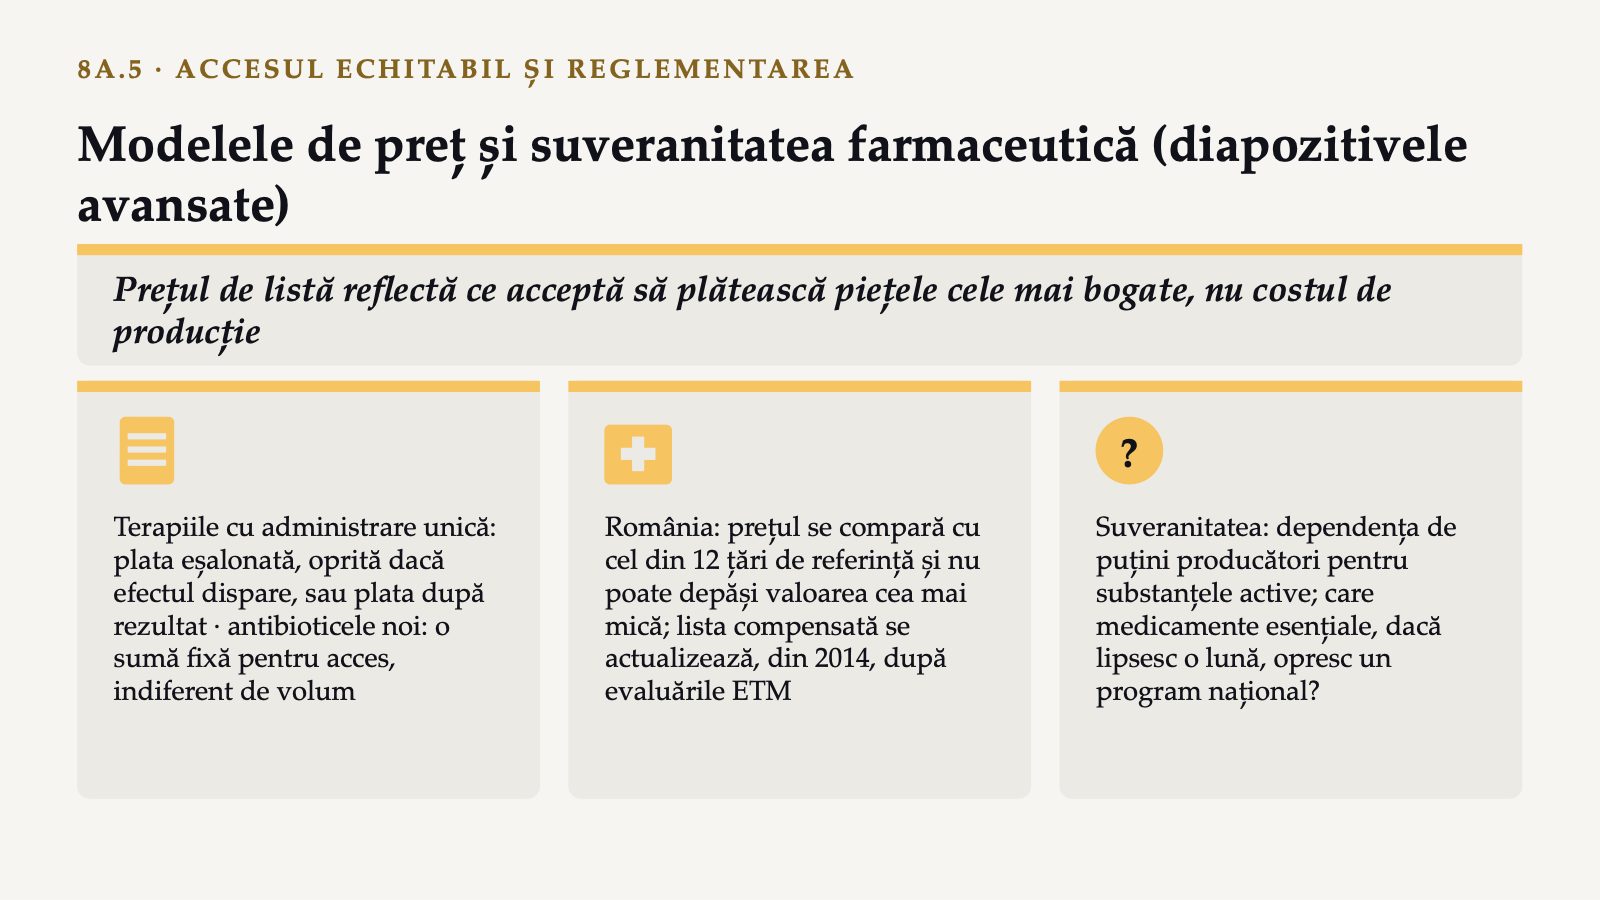 8A.5 · ACCESUL ECHITABIL ȘI REGLEMENTAREA
Modelele de preț și suveranitatea farmaceutică (diapozitivele
avansate)
Prețul de listă reflectă ce acceptă să plătească piețele cele mai bogate, nu costul de
producție
Terapiile cu administrare unică:
plata eșalonată, oprită dacă
efectul dispare, sau plata după
rezultat · antibioticele noi: o
sumă fixă pentru acces,
indiferent de volum
România: prețul se compară cu
cel din 12 țări de referință și nu
poate depăși valoarea cea mai
mică; lista compensată se
actualizează, din 2014, după
evaluările ETM
?
Suveranitatea: dependența de
puțini producători pentru
substanțele active; care
medicamente esențiale, dacă
lipsesc o lună, opresc un
program național?